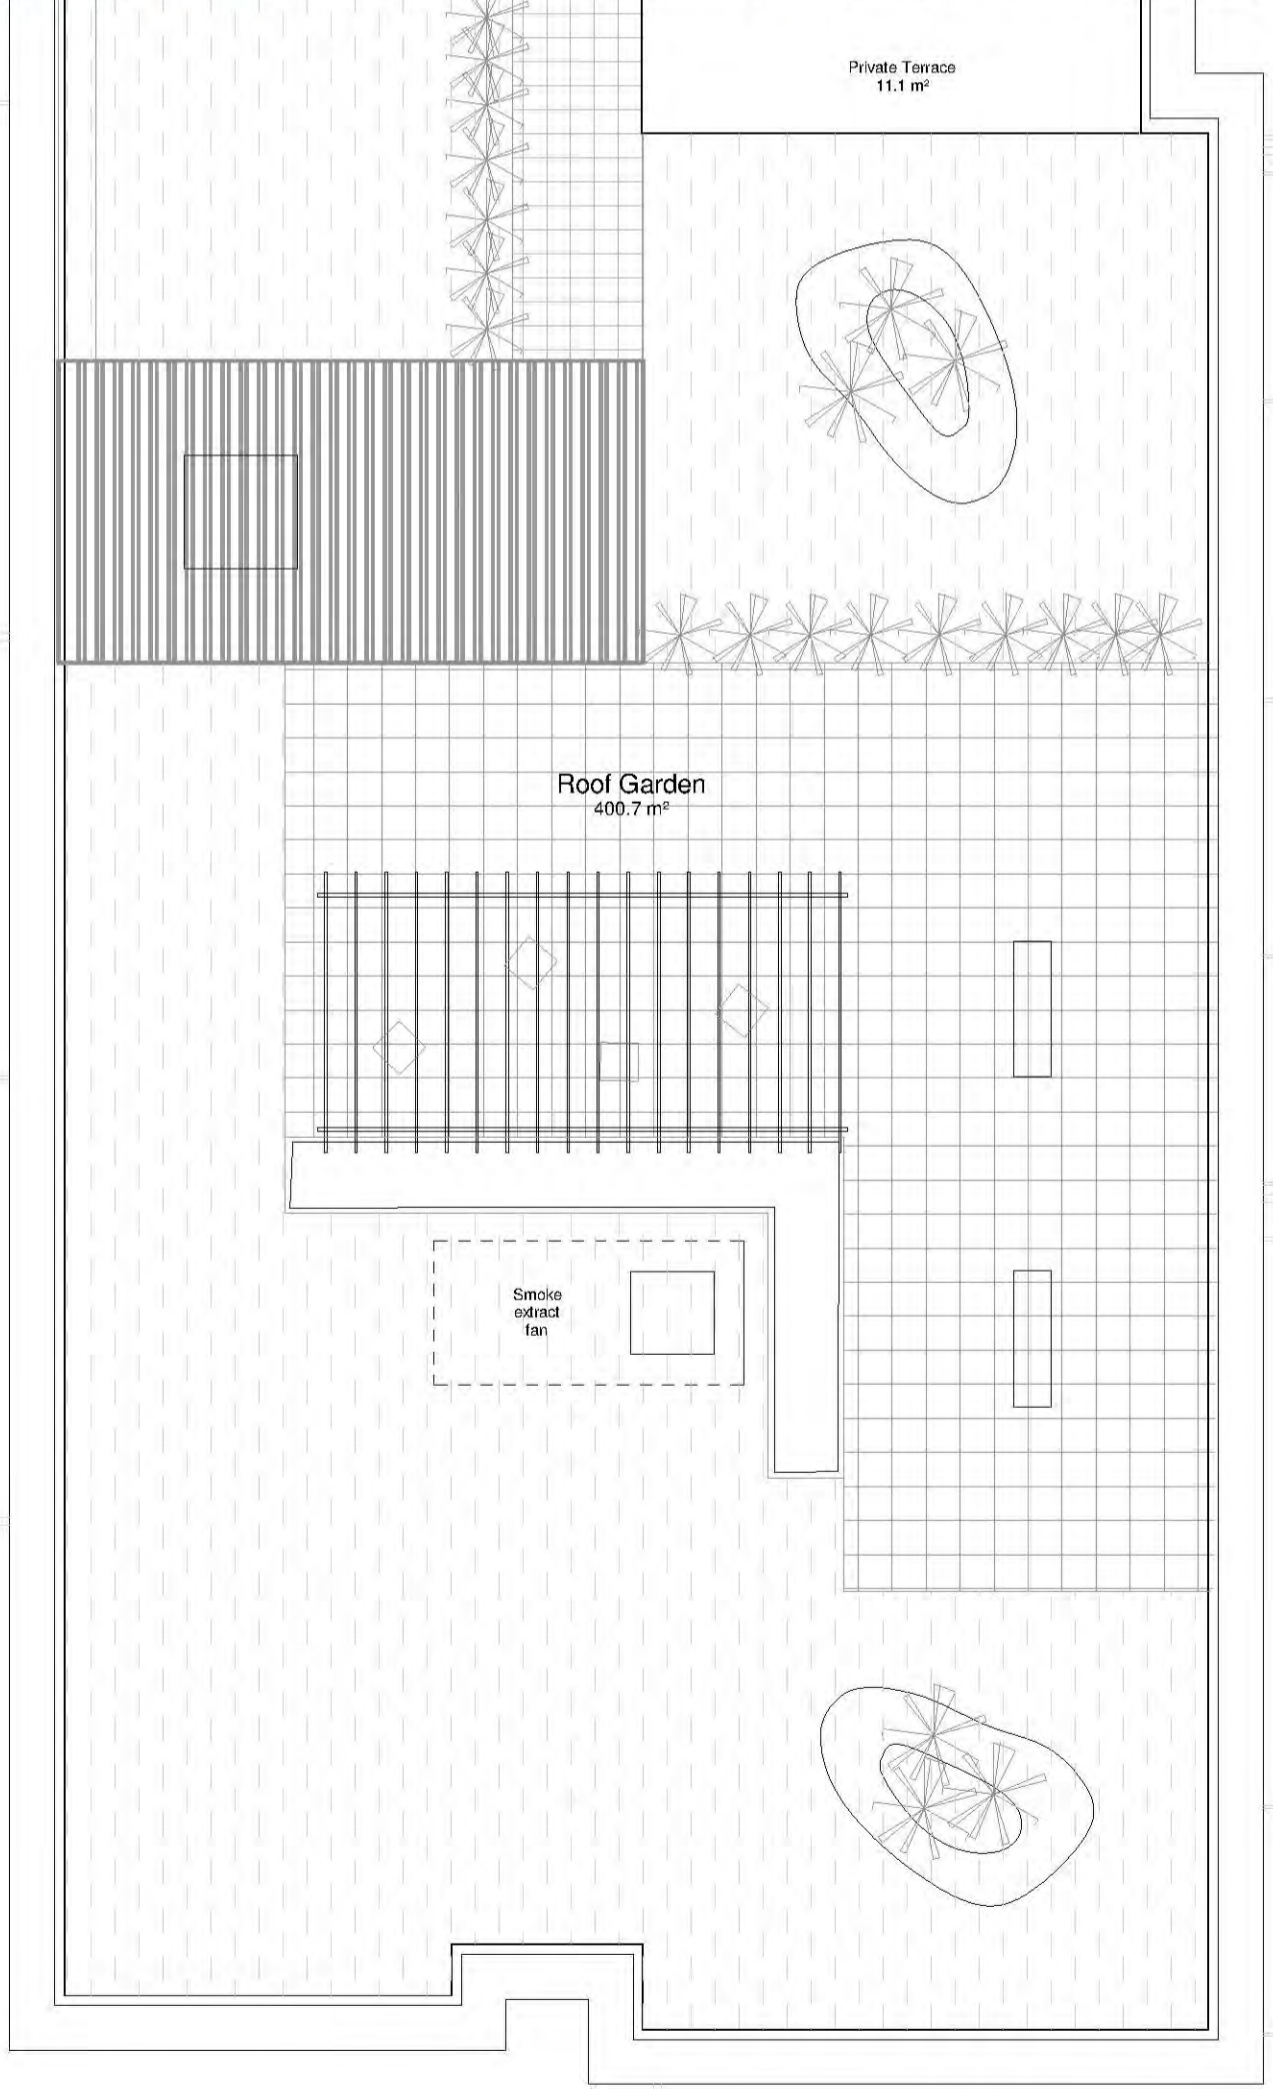 Private Terrace
11.1 m²
Roof Garden
400.7 m²
Smoke
extract
fan